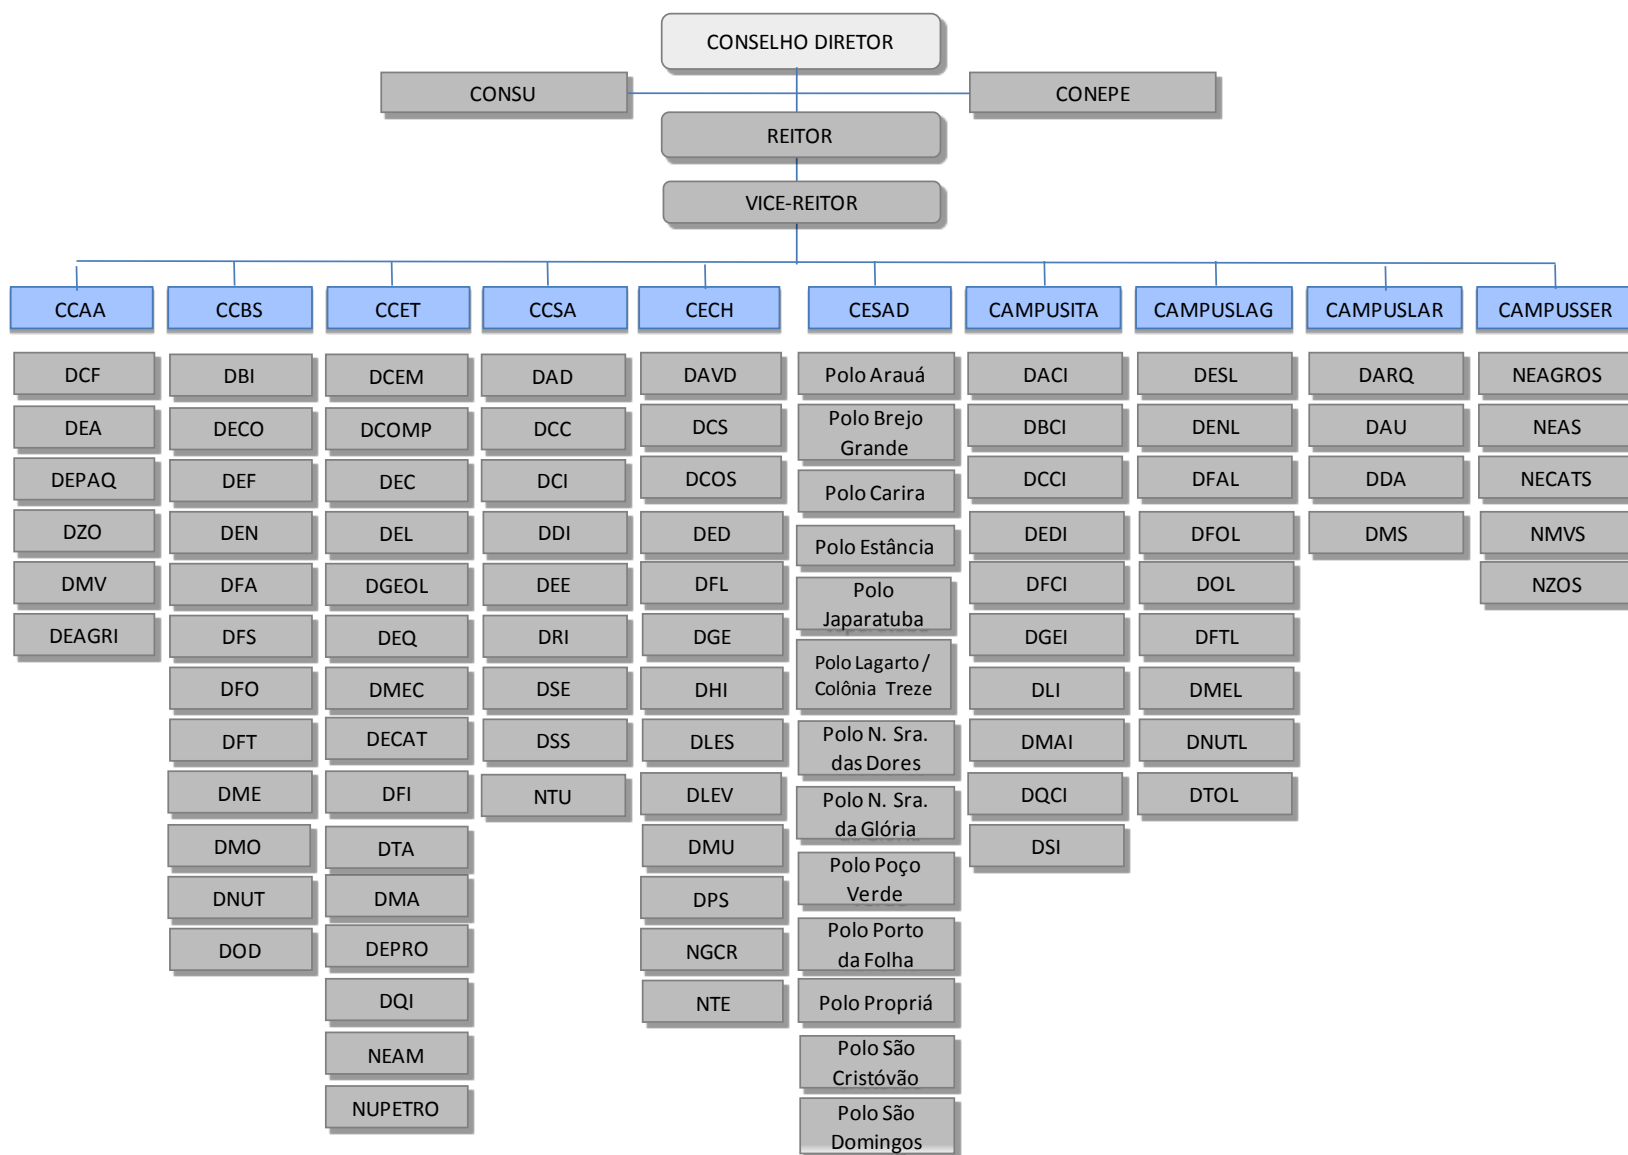 CONSELHO DIRETOR
CONSU
CONEPE
REITOR
VICE-REITOR
CCAA
DCF
DEA
DEPAQ
DZO
DMV
DEAGRI
CCBS
DBI
DECO
DEF
DEN
DFA
DFS
DFO
DFT
DME
DMO
DNUT
DOD
CCET
DCEM
DCOMP
DEC
DEL
DGEOL
DEQ
DMEC
DECAT
DFI
DTA
DMA
DEPRO
DQI
NEAM
NUPETRO
CCSA
DAD
DCC
DCI
DDI
DEE
DRI
DSE
DSS
NTU
CECH
DAVD
DCS
DCOS
DED
DFL
DGE
DHI
DLES
DLEV
DMU
DPS
NGCR
NTE
CESAD
Polo Arauá
Polo Brejo
Grande
Polo Carira
Polo Estância
Polo
Japaratuba
Polo Lagarto /
Colônia Treze
Polo N. Sra.
das Dores
Polo N. Sra.
da Glória
Polo Poço
Verde
Polo Porto
da Folha
Polo Propriá
Polo São
Cristóvão
Polo São
Domingos
CAMPUSITA
DACI
DBCI
DCCI
DEDI
DFCI
DGEI
DLI
DMAI
DQCI
DSI
CAMPUSLAG
DESL
DENL
DFAL
DFOL
DOL
DFTL
DMEL
DNUTL
DTOL
CAMPUSLAR
DARQ
DAU
DDA
DMS
CAMPUSSER
NEAGROS
NEAS
NECATS
NMVS
NZOS